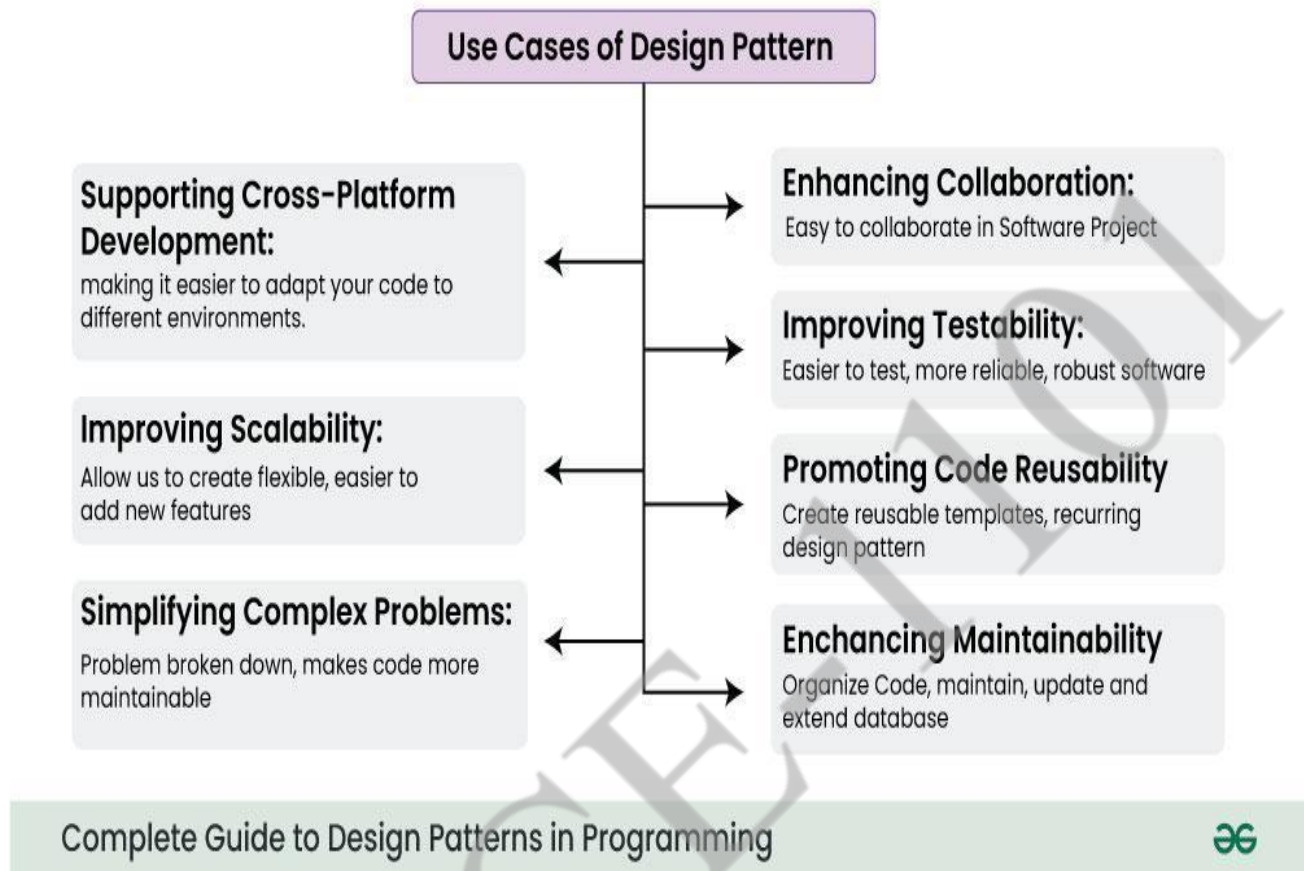 Use Cases of Design Pattern
Supporting Cross-Platform
Development:
making it easier to adapt your code to
different environments.
Improving Scalability:
Allow us to create flexible, easier to
add new features
Simplifying Complex Problems:
Problem broken down, makes code more
maintainable
Enhancing Collaboration:
Easy to collaborate in Software Project
Improving Testability:
Easier to test, more reliable, robust software
Promoting Code Reusability
Create reusable templates, recurring
design pattern
Enchancing Maintainability
Organize Code, maintain, update and
extend database
Complete Guide to Design Patterns in Programming
CE-1101